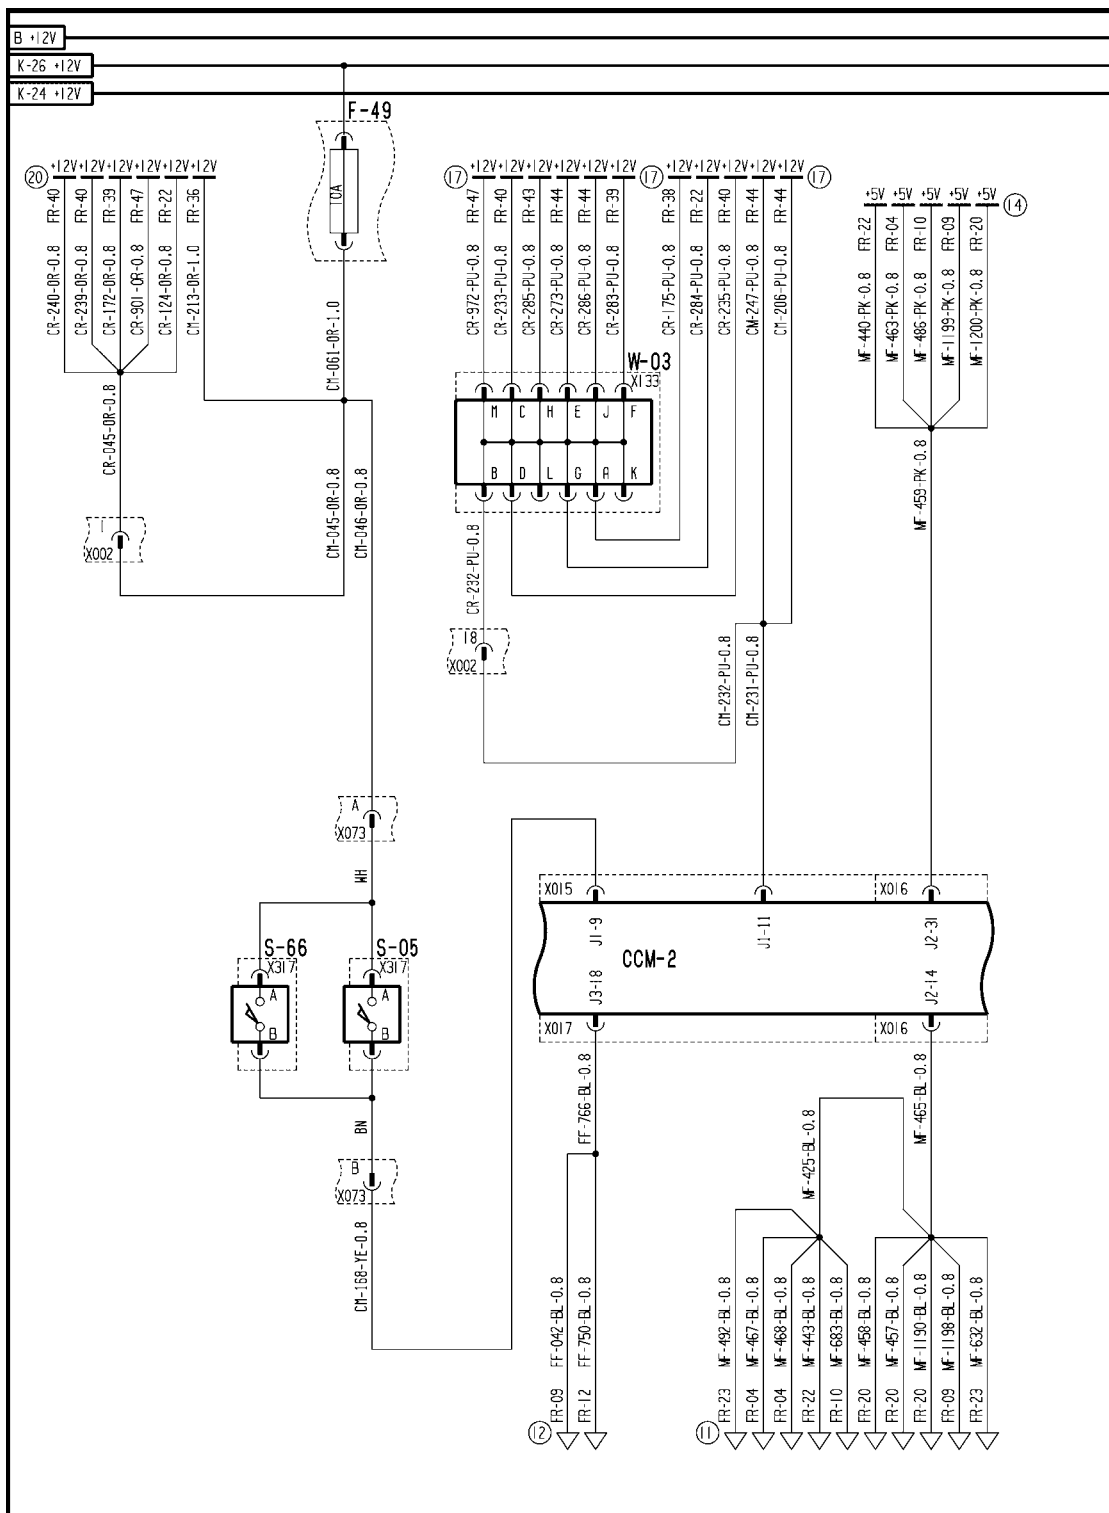 B +12V
K-26 +12V
K-24 +12V
F-49
10A
20
+12V +12V +12V +12V +12V +12V
FR-40
FR-40
FR-39
FR-47
FR-22
FR-36
CR-240-OR-0.8
CR-239-OR-0.8
CR-172-OR-0.8
CR-901-OR-0.8
CR-124-OR-0.8
CM-213-OR-1.0
CM-061-OR-1.0
17
+12V +12V +12V +12V +12V +12V
FR-47
FR-40
FR-43
FR-44
FR-44
FR-39
CR-972-PU-0.8
CR-233-PU-0.8
CR-285-PU-0.8
CR-273-PU-0.8
CR-286-PU-0.8
CR-283-PU-0.8
17
+12V +12V +12V +12V +12V
17
FR-38
FR-22
FR-40
FR-44
FR-44
CR-175-PU-0.8
CR-284-PU-0.8
CR-235-PU-0.8
CM-247-PU-0.8
CM-206-PU-0.8
+5V +5V +5V +5V +5V
14
FR-22
FR-04
FR-10
FR-09
FR-20
MF-440-PK-0.8
MF-463-PK-0.8
MF-486-PK-0.8
MF-1199-PK-0.8
MF-1200-PK-0.8
W-03
X133
M C H E J F
B D L G A K
CR-045-OR-0.8
CM-045-OR-0.8
CM-046-OR-0.8
MF-459-PK-0.8
1
X002
CR-232-PU-0.8
18
X002
CM-232-PU-0.8
CM-231-PU-0.8
A
X073
WH
S-66
X317
A
B
S-05
X317
A
B
X015
X016
J1-9
J1-11
J2-31
CCM-2
J3-18
J2-14
X017
X016
BN
B
X073
CM-168-YE-0.8
FF-766-BL-0.8
MF-465-BL-0.8
MF-425-BL-0.8
FF-042-BL-0.8
FF-750-BL-0.8
MF-492-BL-0.8
MF-467-BL-0.8
MF-468-BL-0.8
MF-443-BL-0.8
MF-683-BL-0.8
MF-458-BL-0.8
MF-457-BL-0.8
MF-1190-BL-0.8
MF-1198-BL-0.8
MF-632-BL-0.8
FR-09
FR-12
FR-23
FR-04
FR-04
FR-22
FR-10
FR-20
FR-20
FR-20
FR-09
FR-23
12
11